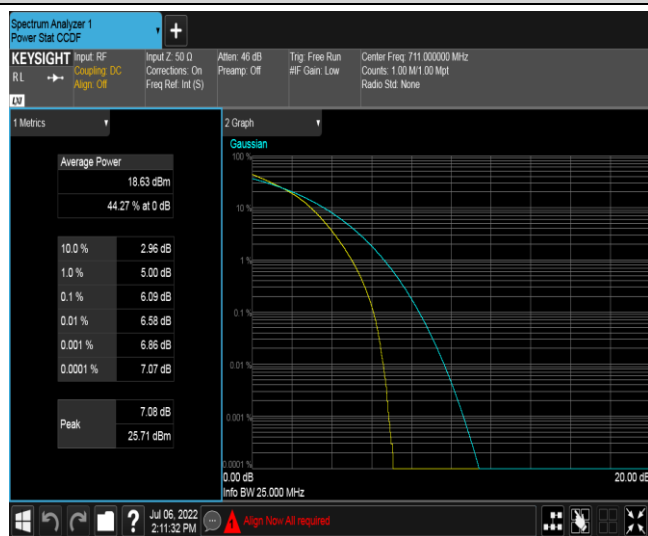 Spectrum Analyzer 1
Power Stat CCDF
+
KEYSIGHT
RL
LXI
Input: RF
Coupling: DC
Align: Off
Input Z: 50 Ω
Corrections: On
Freq Ref: Int (S)
Atten: 46 dB
Preamp: Off
Trig: Free Run
#IF Gain: Low
Center Freq: 711.000000 MHz
Counts: 1.00 M/1.00 Mpt
Radio Std: None
1 Metrics
Average Power
18.63 dBm
44.27 % at 0 dB
10.0 % 2.96 dB
1.0 % 5.00 dB
0.1 % 6.09 dB
0.01 % 6.58 dB
0.001 % 6.86 dB
0.0001 % 7.07 dB
Peak
7.08 dB
25.71 dBm
2 Graph
Gaussian
100 %
10 %
1 %
0.1 %
0.01 %
0.001 %
0.0001 %
0.00 dB 20.00 dB
Info BW 25.000 MHz
?
Jul 06, 2022
2:11:32 PM
Align Now All required